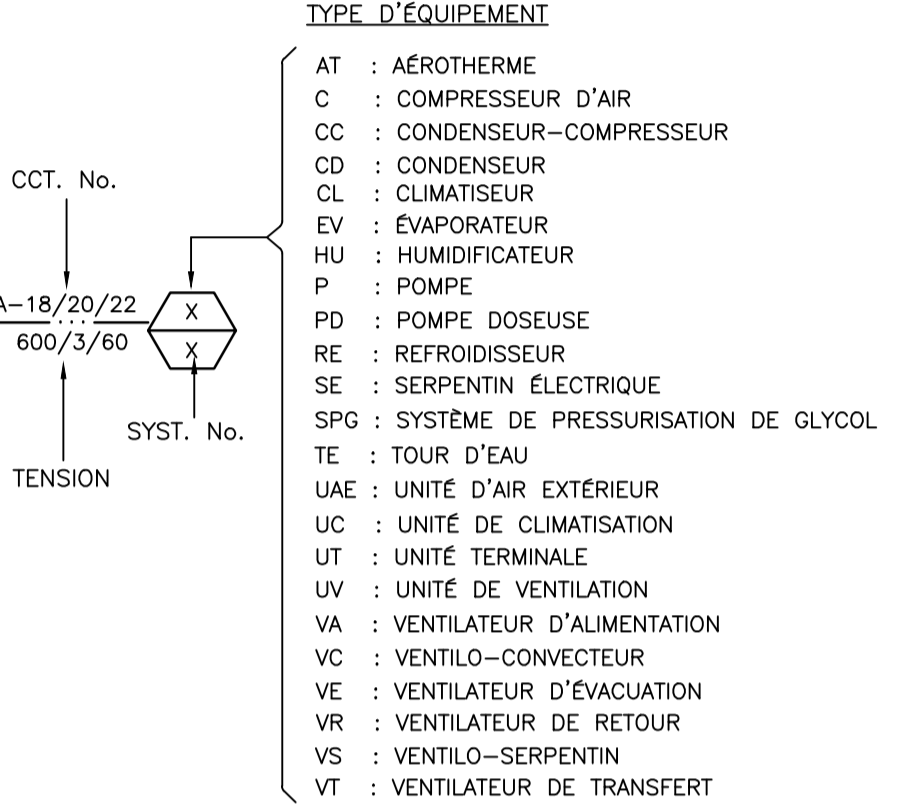 TYPE D'ÉQUIPEMENT
AT : AÉROTHERME
C : COMPRESSEUR D'AIR
CC : CONDENSEUR-COMPRESSEUR
CD : CONDENSEUR
CL : CLIMATISEUR
EV : ÉVAPORATEUR
HU : HUMIDIFICATEUR
P : POMPE
PD : POMPE DOSEUSE
RE : REFROIDISSEUR
SE : SERPENTIN ÉLECTRIQUE
SPG : SYSTÈME DE PRESSURISATION DE GLYCOL
TE : TOUR D'EAU
UAE : UNITÉ D'AIR EXTÉRIEUR
UC : UNITÉ DE CLIMATISATION
UT : UNITÉ TERMINALE
UV : UNITÉ DE VENTILATION
VA : VENTILATEUR D'ALIMENTATION
VC : VENTILO-CONVECTEUR
VE : VENTILATEUR D'ÉVACUATION
VR : VENTILATEUR DE RETOUR
VS : VENTILO-SERPENTIN
VT : VENTILATEUR DE TRANSFERT
CCT. No.
A-18/20/22
600/3/60
X
X
SYST. No.
TENSION